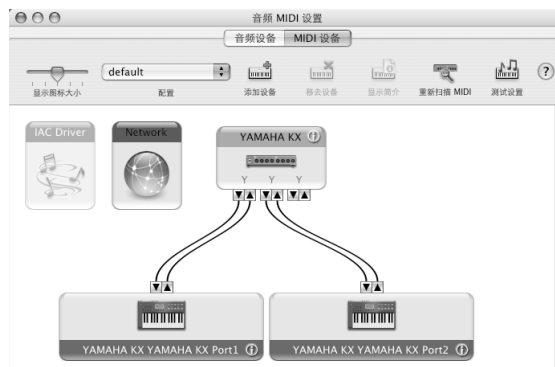 音频 MIDI 设置
音频设备 MIDI 设备
default
显示图标大小 配置 添加设备 移去设备 显示简介 重新扫描 MIDI 测试设置
?
IAC Driver Network YAMAHA KX i
Y Y Y
YAMAHA KX YAMAHA KX Port1 i YAMAHA KX YAMAHA KX Port2 i